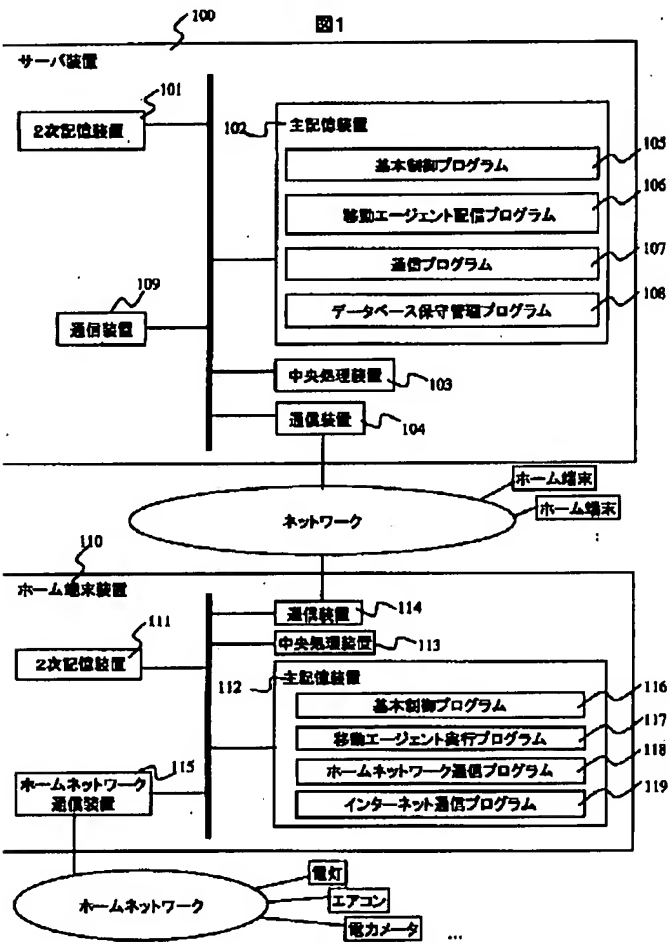 図1
100
サーバ装置
101
2次記憶装置
102
主記憶装置
105
基本制御プログラム
106
移動エージェント配信プログラム
107
通信プログラム
108
データベース保守管理プログラム
109
通信装置
中央処理装置
103
通信装置
104
ホーム端末
ホーム端末
ネットワーク
:
110
ホーム端末装置
通信装置
114
中央処理装置
113
111
2次記憶装置
112
主記憶装置
116
基本制御プログラム
117
移動エージェント実行プログラム
118
ホームネットワーク通信プログラム
119
インターネット通信プログラム
115
ホームネットワーク
通信装置
ホームネットワーク
電灯
エアコン
電力メータ
...